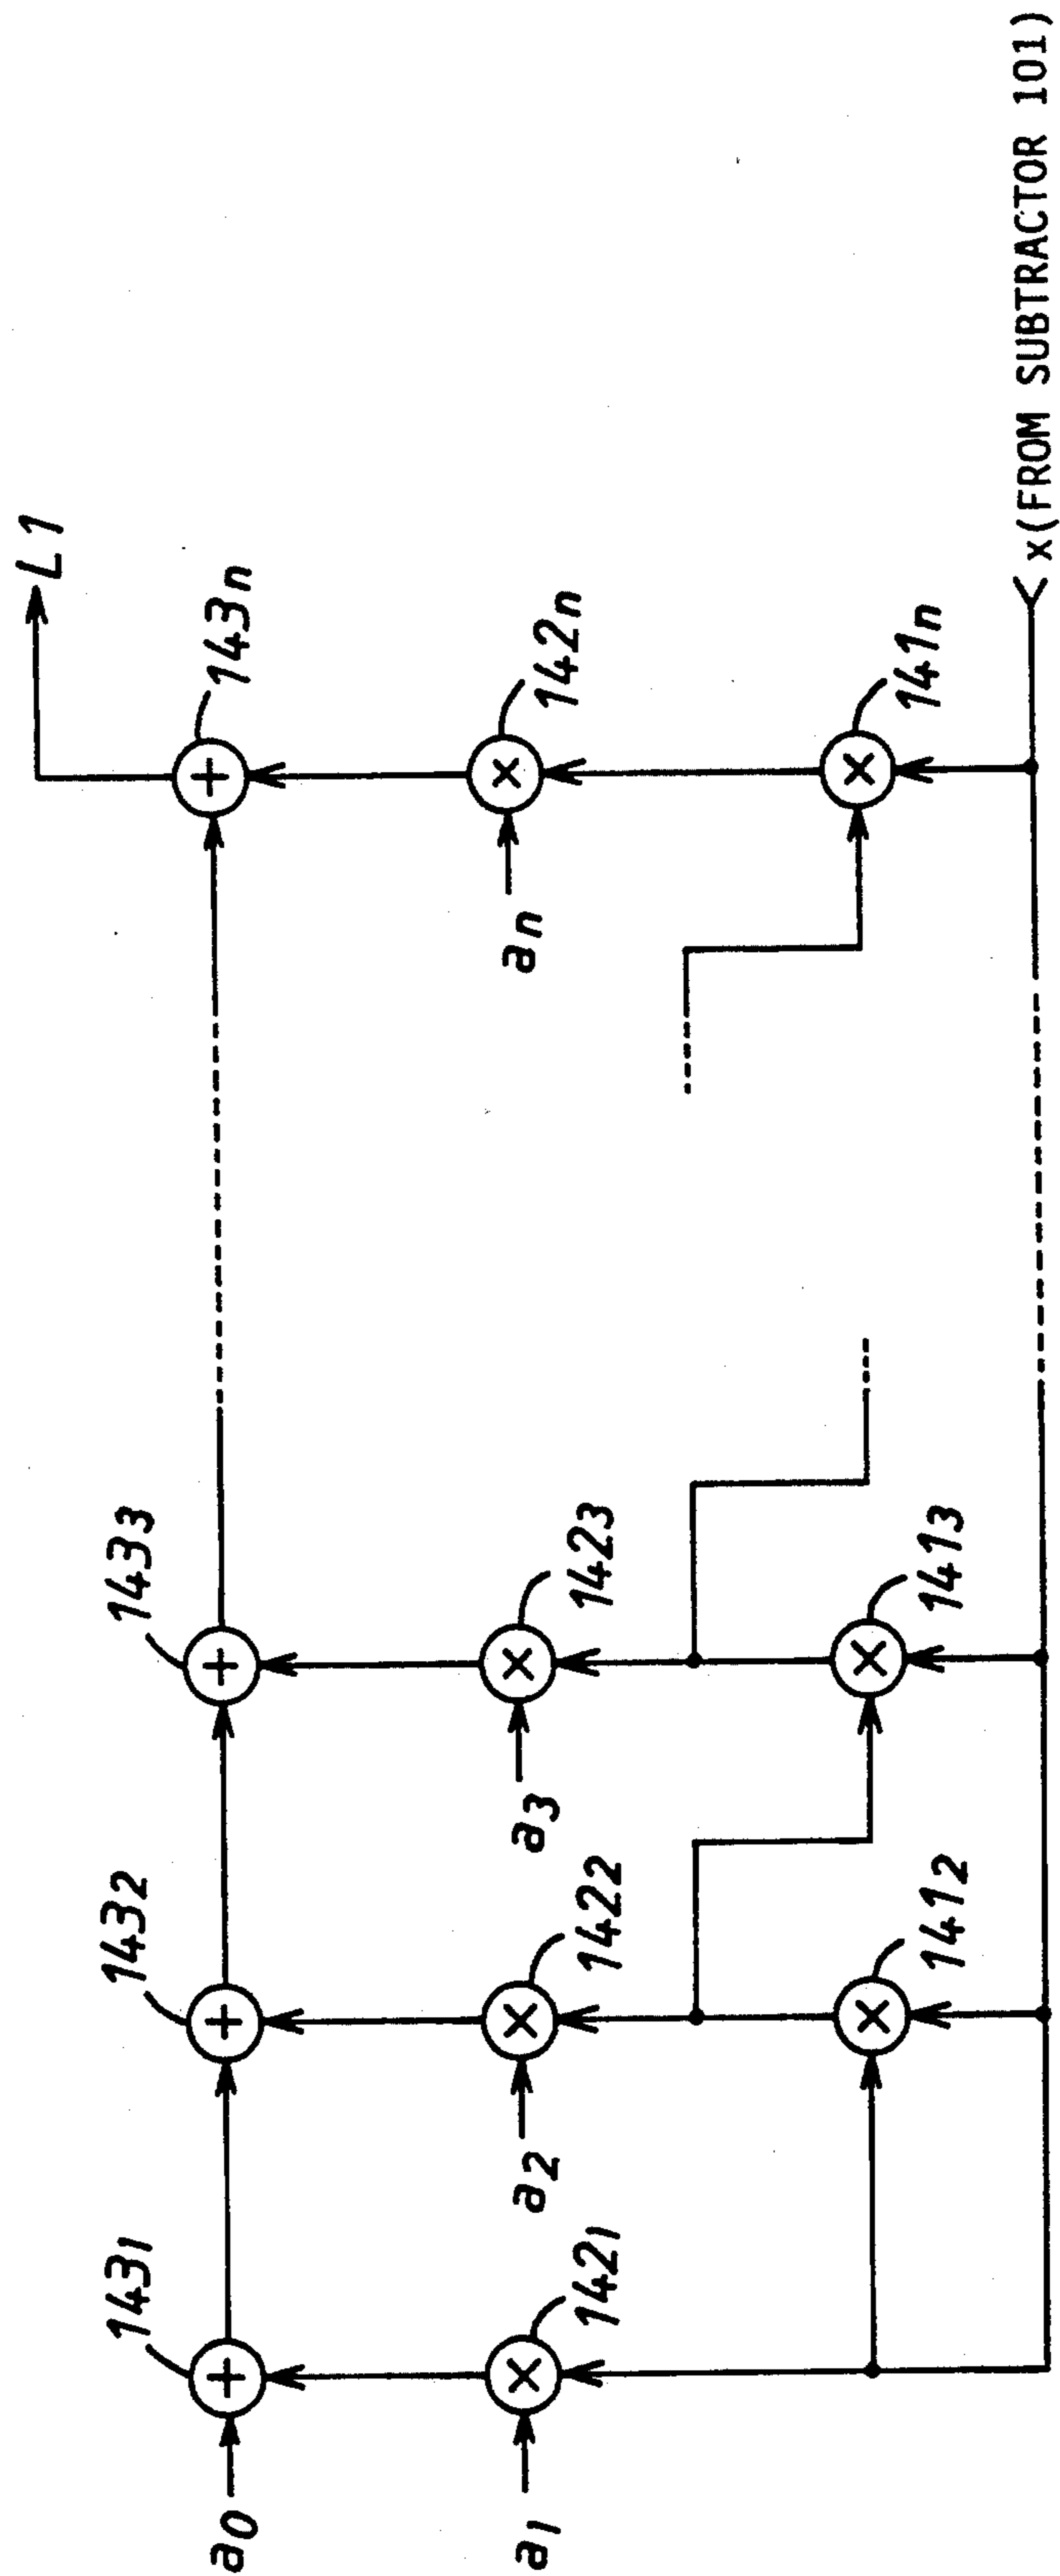 L1
143₁
143₂
143₃
143n
a₀
142₁
142₂
142₃
142n
a₁
a₂
a₃
an
141₂
141₃
141n
x(FROM SUBTRACTOR 101)